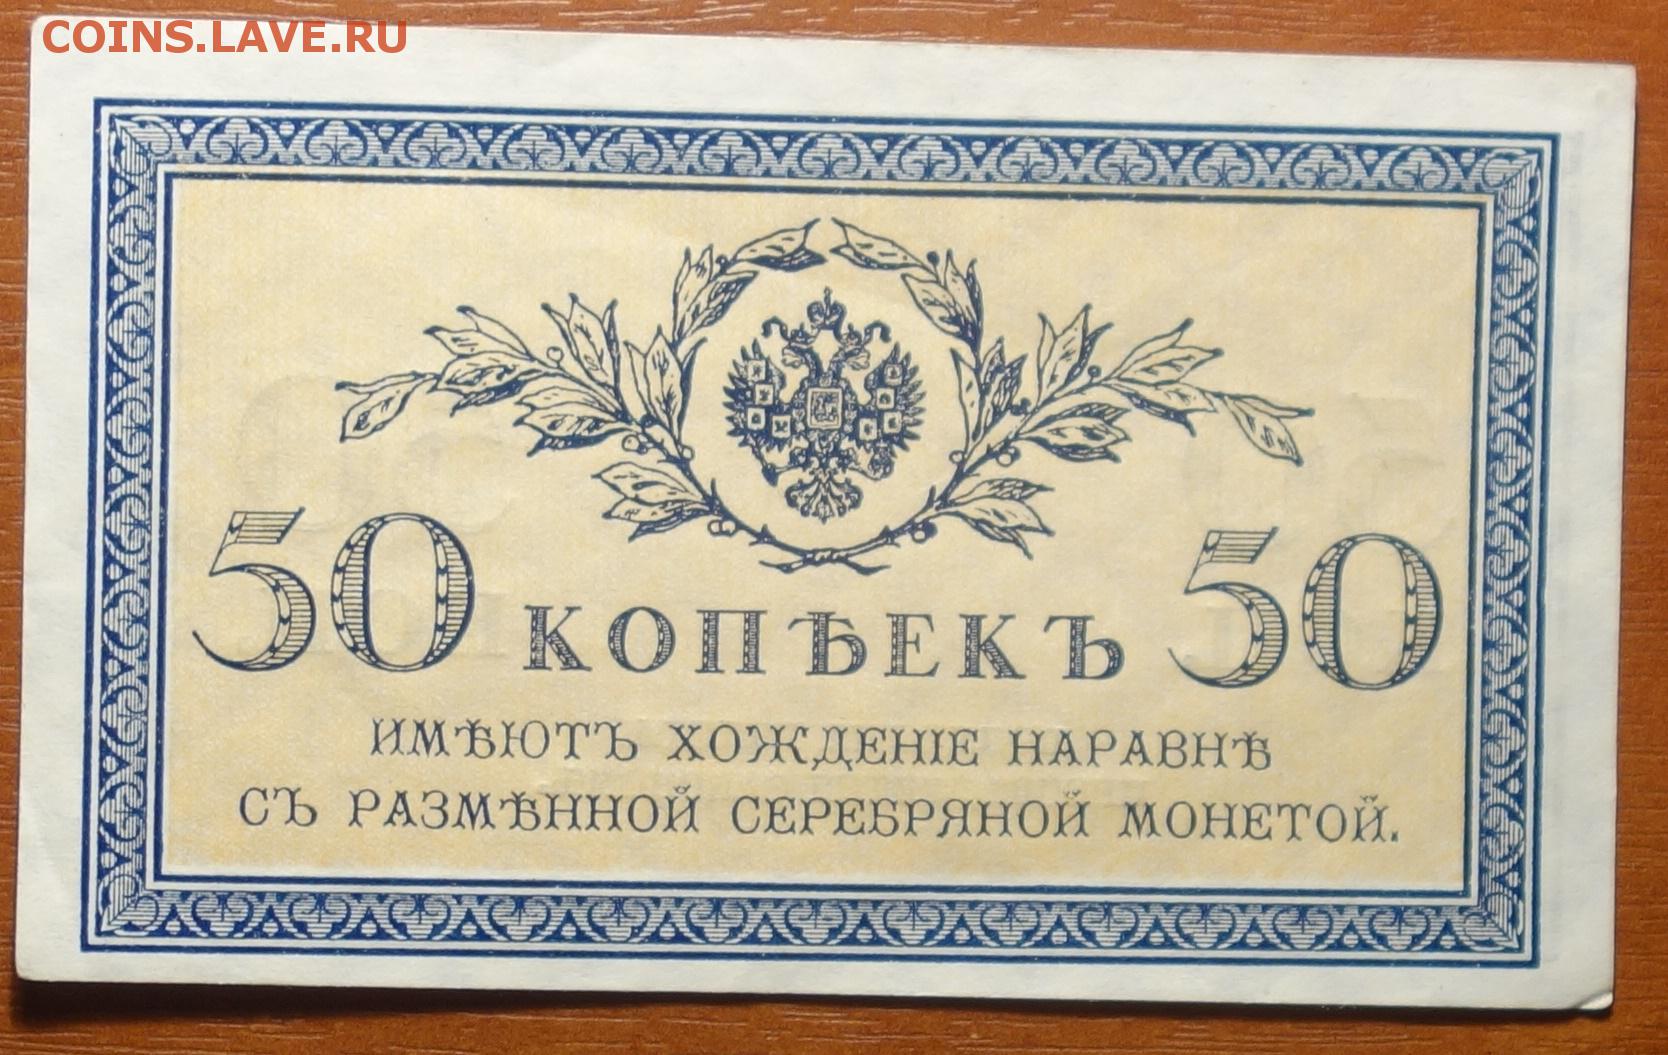 COINS.LAVE.RU
50 КОПѢЕКЪ 50
ИМѢЮТЪ ХОЖДЕНІЕ НАРАВНѢ
СЪ РАЗМѢННОЙ СЕРЕБРЯНОЙ МОНЕТОЙ.